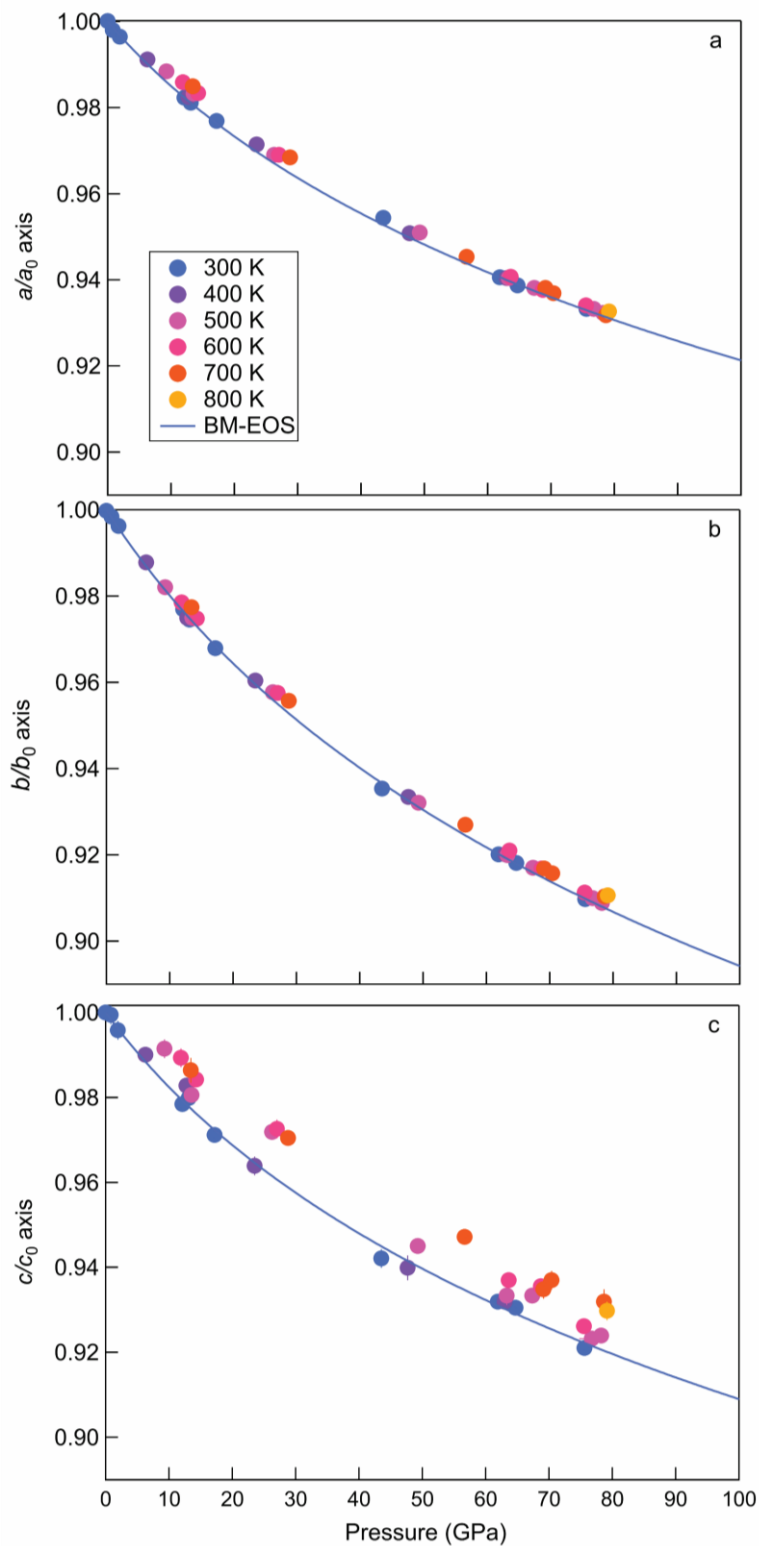 a
1.00
0.98
0.96
0.94
0.92
0.90
a/a0 axis
300 K
400 K
500 K
600 K
700 K
800 K
BM-EOS
b
1.00
0.98
0.96
0.94
0.92
0.90
b/b0 axis
c
1.00
0.98
0.96
0.94
0.92
0.90
c/c0 axis
0 10 20 30 40 50 60 70 80 90 100
Pressure (GPa)